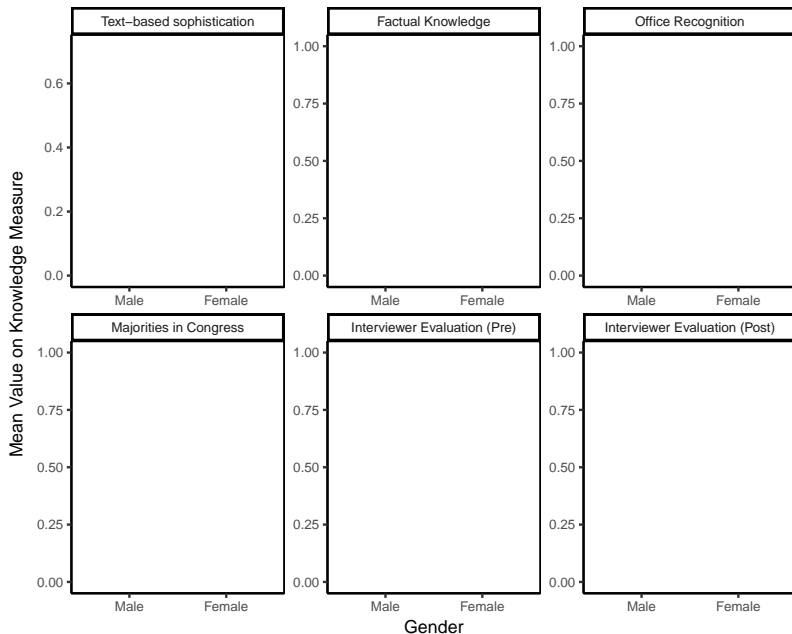 Text−based sophistication
Factual Knowledge
Office Recognition
0.6
0.4
0.2
0.0
1.00
0.75
0.50
0.25
0.00
1.00
0.75
0.50
0.25
0.00
Male Female
Male Female
Male Female
Majorities in Congress
Interviewer Evaluation (Pre)
Interviewer Evaluation (Post)
1.00
0.75
0.50
0.25
0.00
1.00
0.75
0.50
0.25
0.00
1.00
0.75
0.50
0.25
0.00
Male Female
Male Female
Male Female
Mean Value on Knowledge Measure
Gender